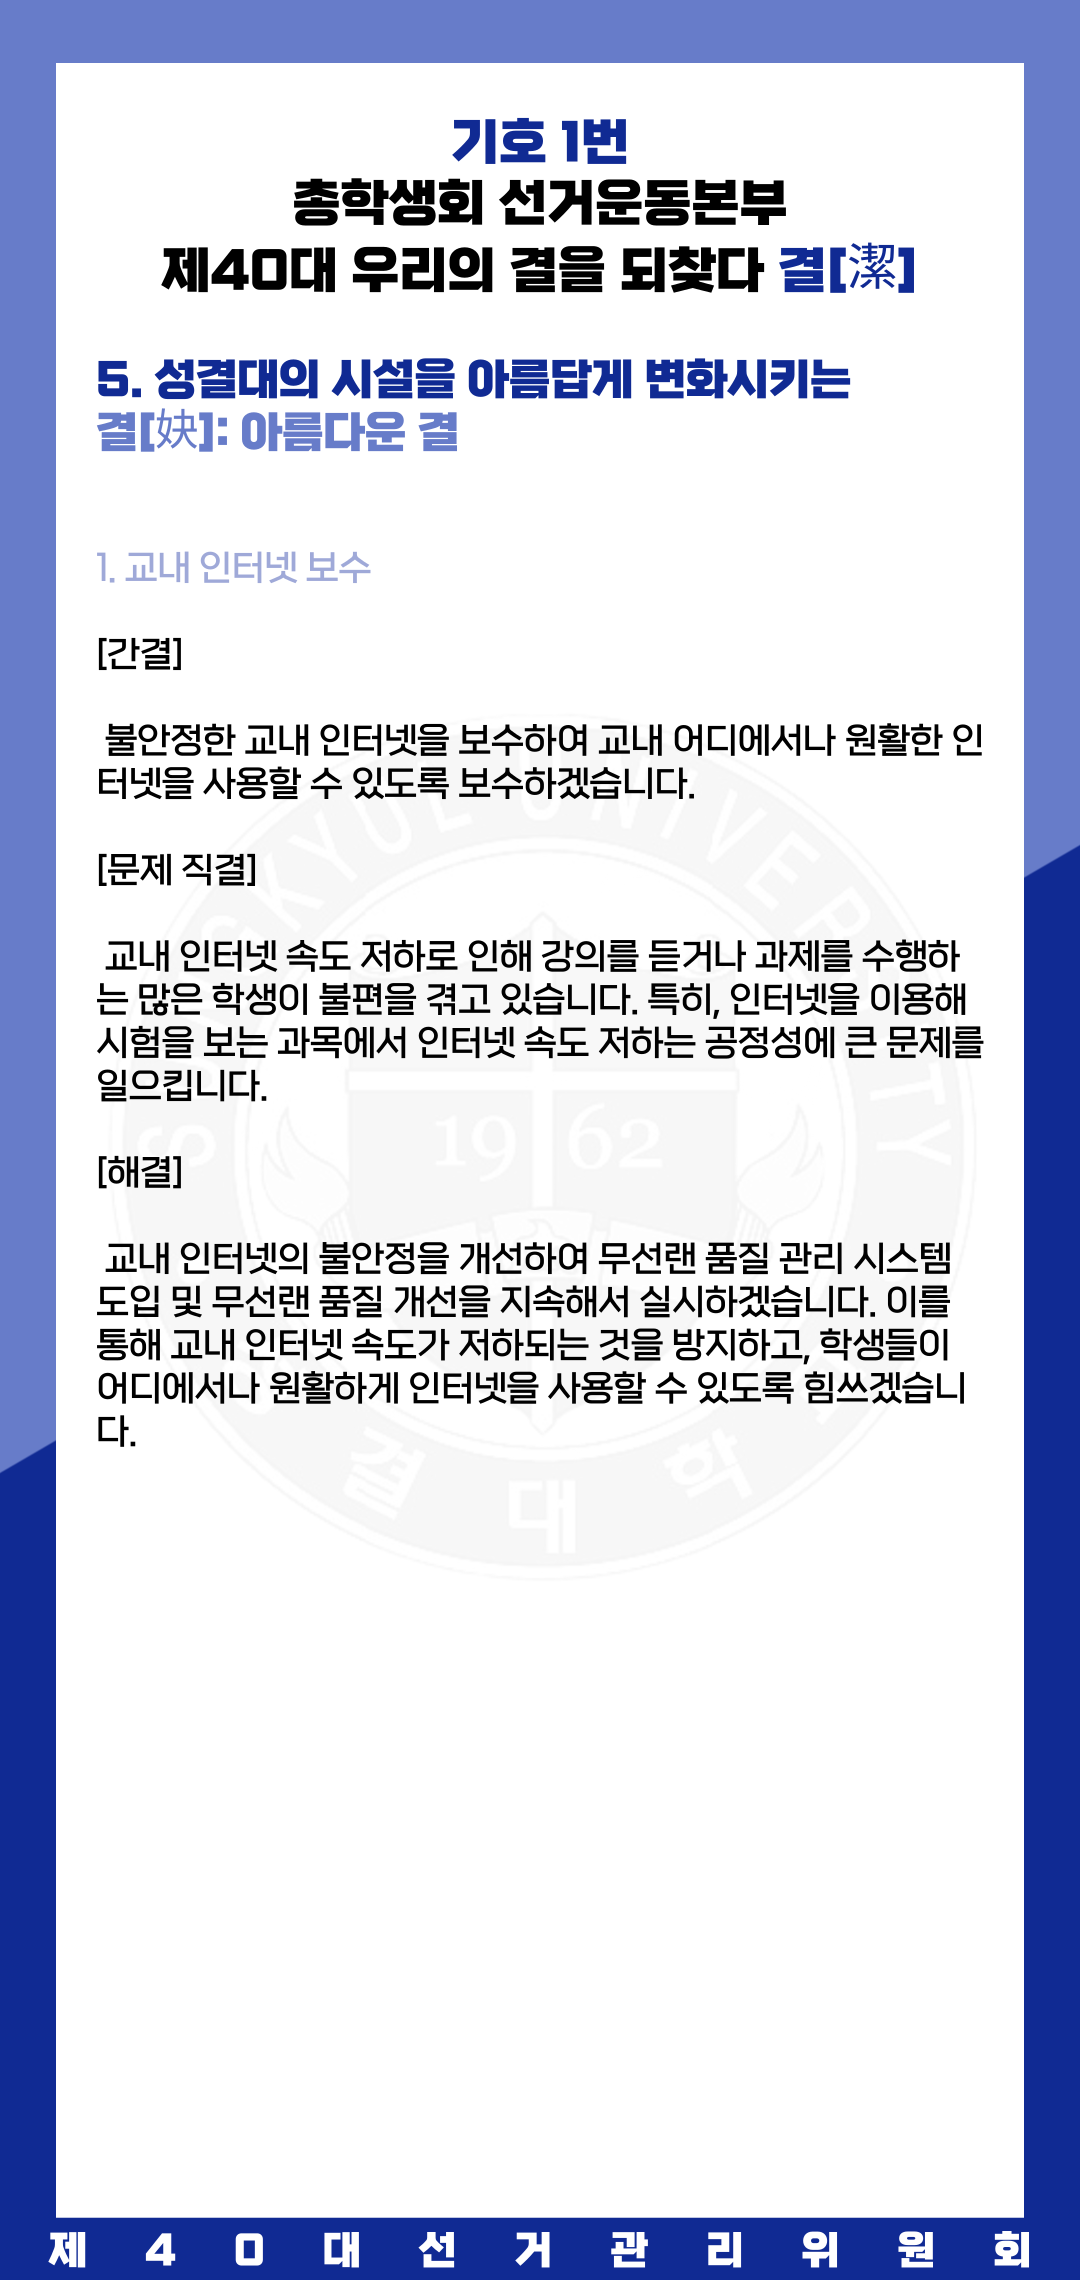 기호 1번
총학생회 선거운동본부
제40대 우리의 결을 되찾다 결[潔]
5. 성결대의 시설을 아름답게 변화시키는
결[妜]: 아름다운 결
1. 교내 인터넷 보수
[간결]
불안정한 교내 인터넷을 보수하여 교내 어디에서나 원활한 인
터넷을 사용할 수 있도록 보수하겠습니다.
[문제 직결]
교내 인터넷 속도 저하로 인해 강의를 듣거나 과제를 수행하
는 많은 학생이 불편을 겪고 있습니다. 특히, 인터넷을 이용해
시험을 보는 과목에서 인터넷 속도 저하는 공정성에 큰 문제를
일으킵니다.
[해결]
교내 인터넷의 불안정을 개선하여 무선랜 품질 관리 시스템
도입 및 무선랜 품질 개선을 지속해서 실시하겠습니다. 이를
통해 교내 인터넷 속도가 저하되는 것을 방지하고, 학생들이
어디에서나 원활하게 인터넷을 사용할 수 있도록 힘쓰겠습니
다.
1962
결 대 학
제40대선거관리위원회